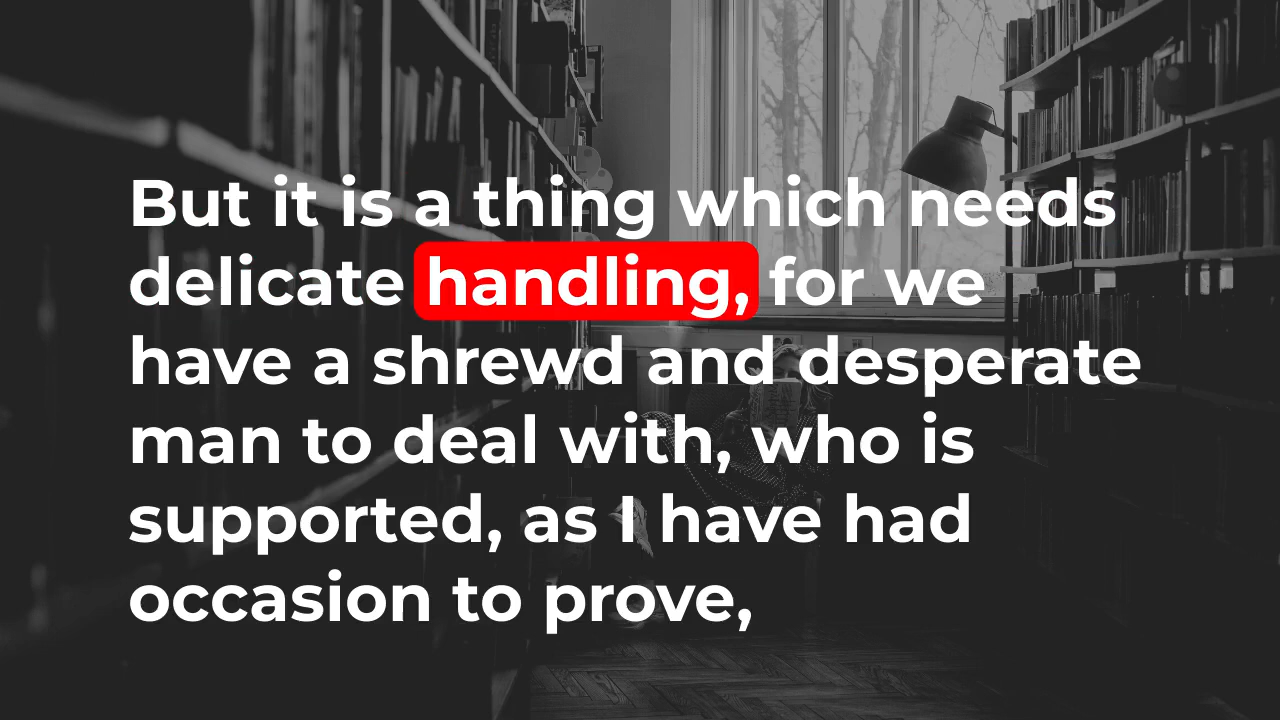 But it is a thing which needs
delicate handling, for we
have a shrewd and desperate
man to deal with, who is
supported, as I have had
occasion to prove,